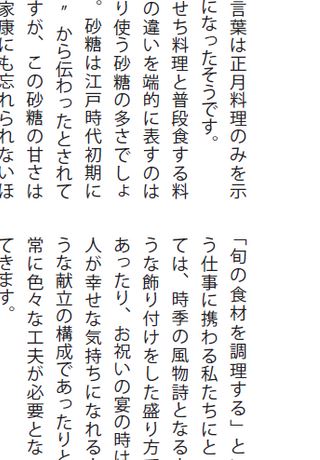 言葉は正月料理のみを示
になったそうです。
せち料理と普段食する料
の違いを端的に表すのは
り使う砂糖の多さでしょ
。砂糖は江戸時代初期に
〃から伝わったとされて
すが、この砂糖の甘さは
家康にも忘れられないほ
「旬の食材を調理する」とい
う仕事に携わる私たちにと
ては、時季の風物詩となる
うな飾り付けをした盛り方
あったり、お祝いの宴の時は
人が幸せな気持ちになれる
うな献立の構成であったりと
常に色々な工夫が必要とな
てきます。